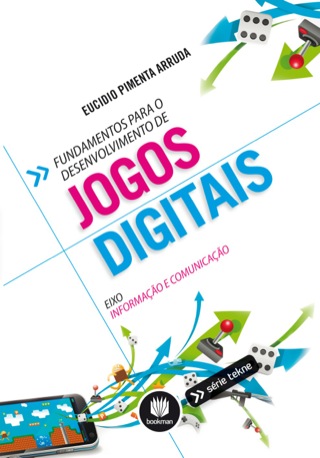 EUCIDIO PIMENTA ARRUDA
FUNDAMENTOS PARA O
DESENVOLVIMENTO DE
JOGOS
DIGITAIS
EIXO
INFORMAÇÃO E COMUNICAÇÃO
série tekne
bookman